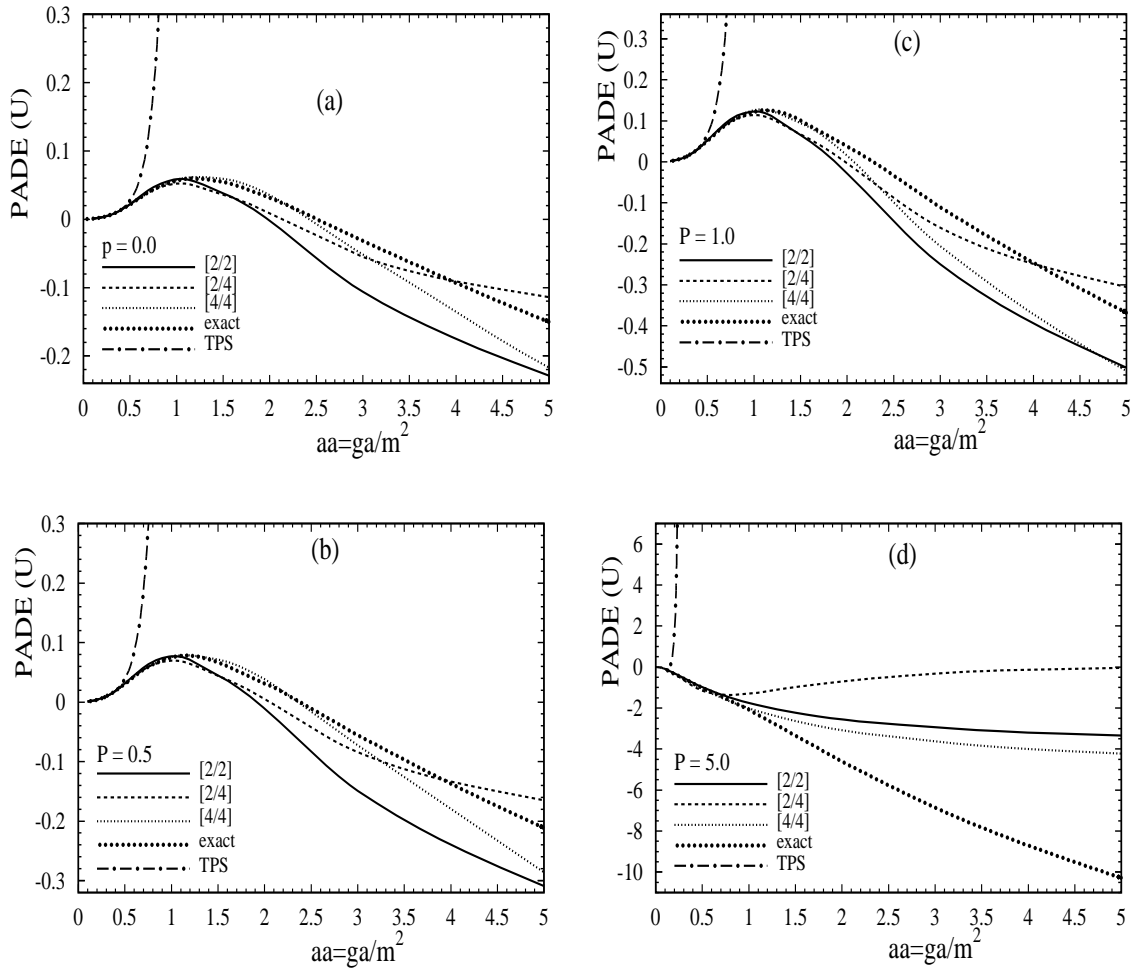 0.3
0.2
0.1
0
-0.1
-0.2
PADE (U)
(a)
p = 0.0
[2/2]
[2/4]
[4/4]
exact
TPS
0 0.5 1 1.5 2 2.5 3 3.5 4 4.5 5
aa=ga/m²
0.3
0.2
0.1
0
-0.1
-0.2
-0.3
-0.4
-0.5
PADE (U)
(c)
P = 1.0
[2/2]
[2/4]
[4/4]
exact
TPS
0 0.5 1 1.5 2 2.5 3 3.5 4 4.5 5
aa=ga/m²
0.3
0.2
0.1
0
-0.1
-0.2
-0.3
PADE (U)
(b)
P = 0.5
[2/2]
[2/4]
[4/4]
exact
TPS
0 0.5 1 1.5 2 2.5 3 3.5 4 4.5 5
aa=ga/m²
6
4
2
0
-2
-4
-6
-8
-10
PADE (U)
(d)
P = 5.0
[2/2]
[2/4]
[4/4]
exact
TPS
0 0.5 1 1.5 2 2.5 3 3.5 4 4.5 5
aa=ga/m²